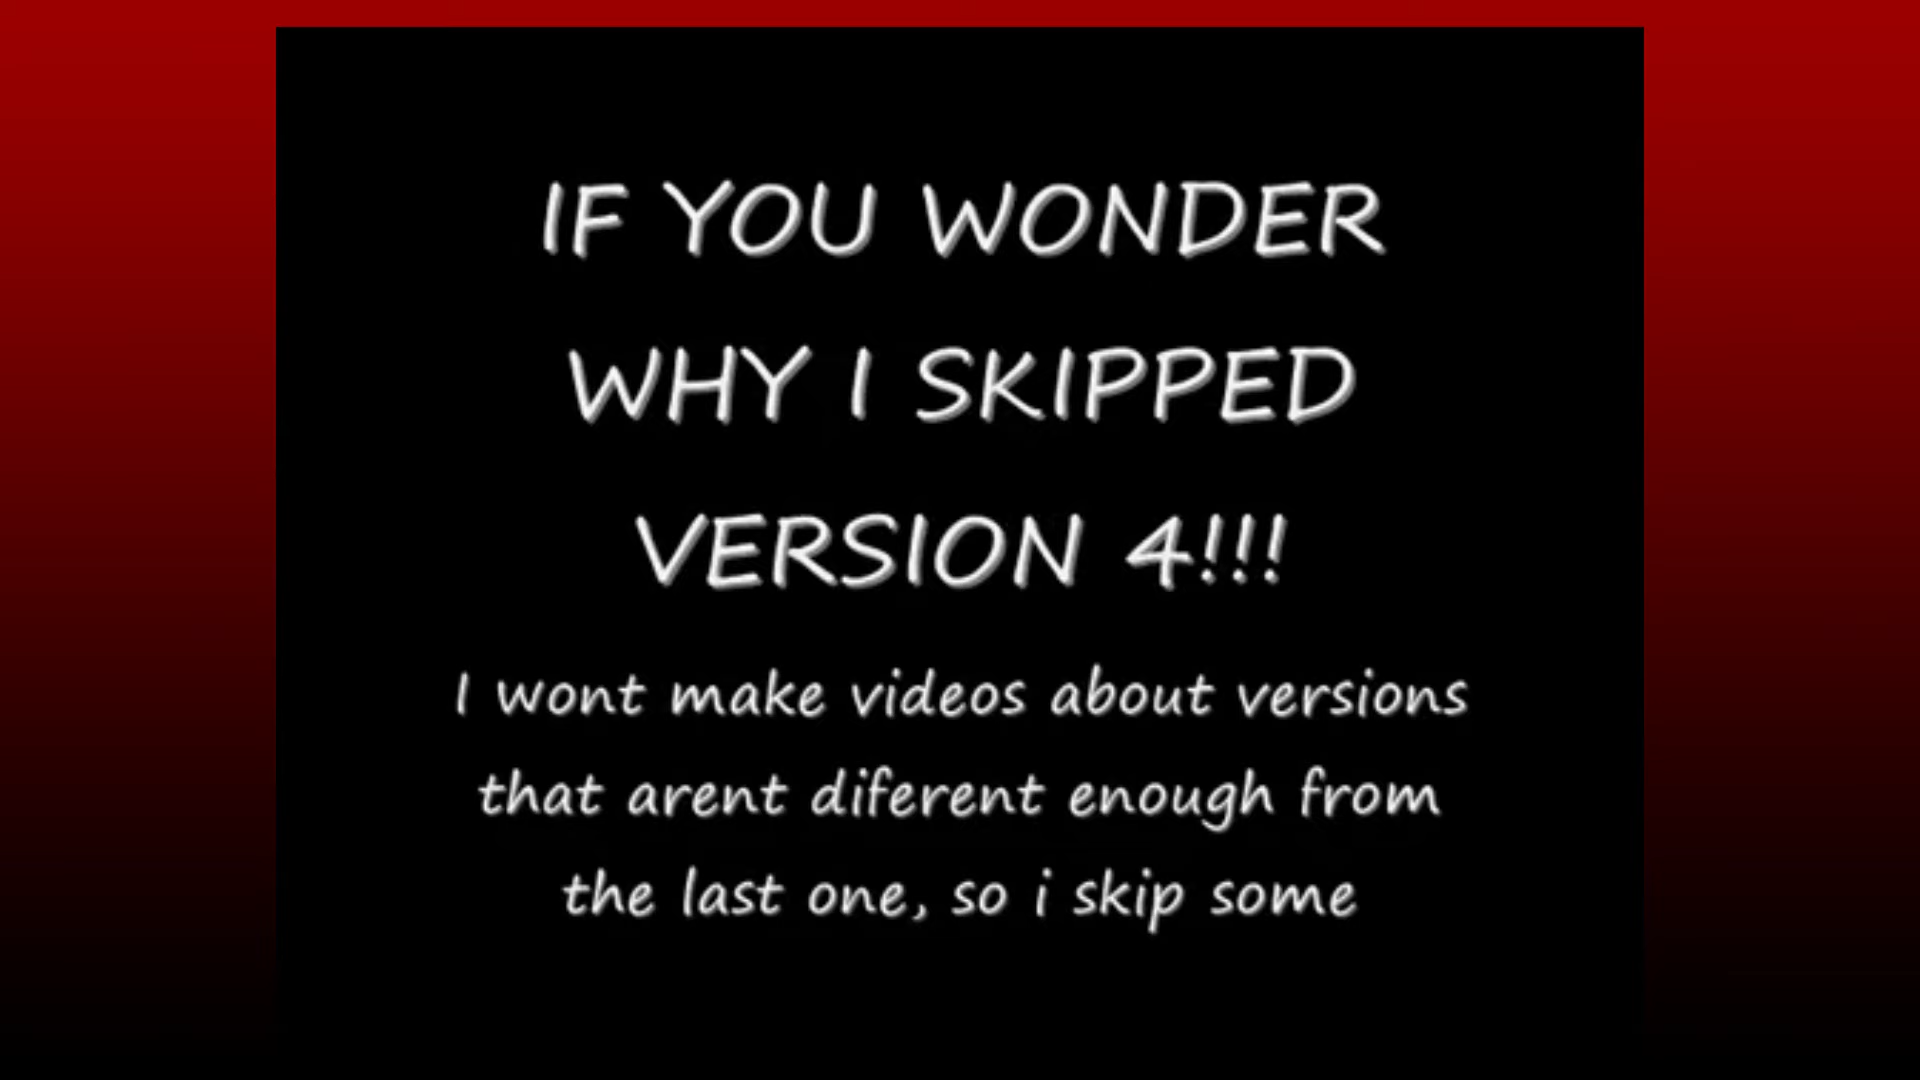 IF YOU WONDER
WHY I SKIPPED
VERSION 4!!!
I wont make videos about versions
that arent diferent enough from
the last one, so i skip some